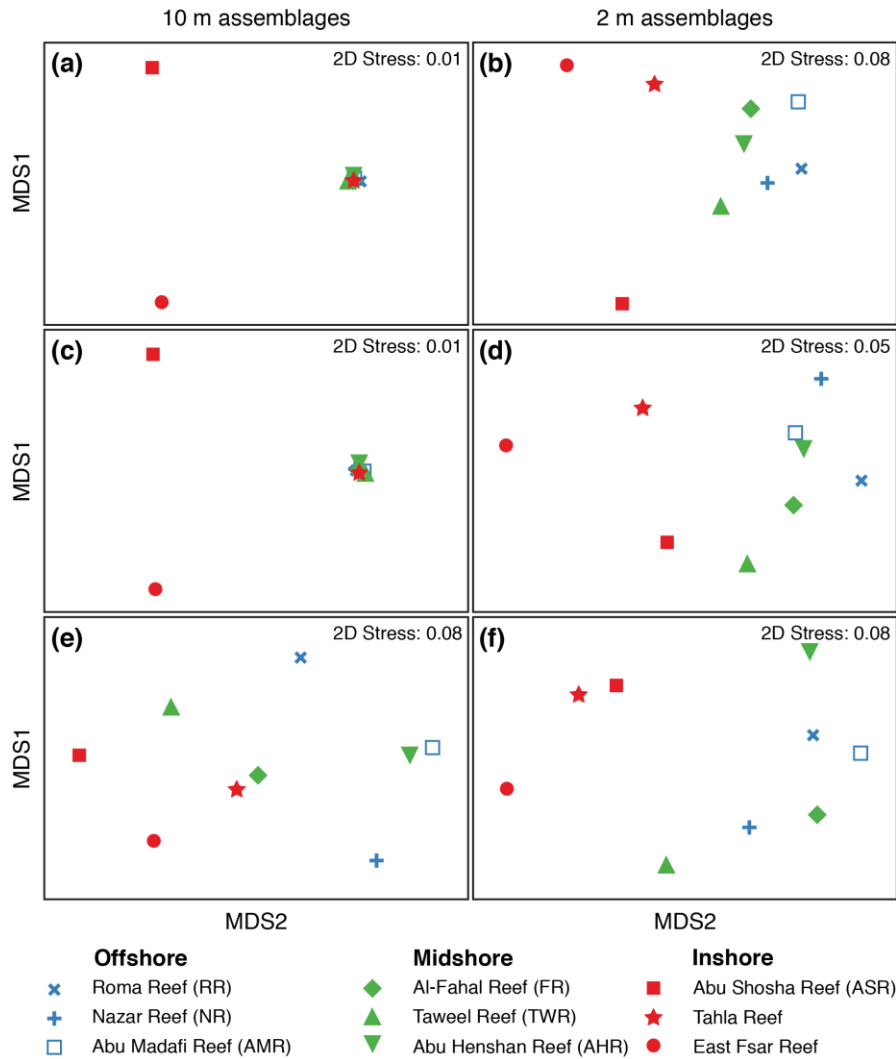 10 m assemblages 2 m assemblages
(a) 2D Stress: 0.01
(b) 2D Stress: 0.08
MDS1
(c) 2D Stress: 0.01
(d) 2D Stress: 0.05
MDS1
(e) 2D Stress: 0.08
(f) 2D Stress: 0.08
MDS1
MDS2 MDS2
Offshore Midshore Inshore
Roma Reef (RR) Al-Fahal Reef (FR) Abu Shosha Reef (ASR)
Nazar Reef (NR) Taweel Reef (TWR) Tahla Reef
Abu Madafi Reef (AMR) Abu Henshan Reef (AHR) East Fsar Reef